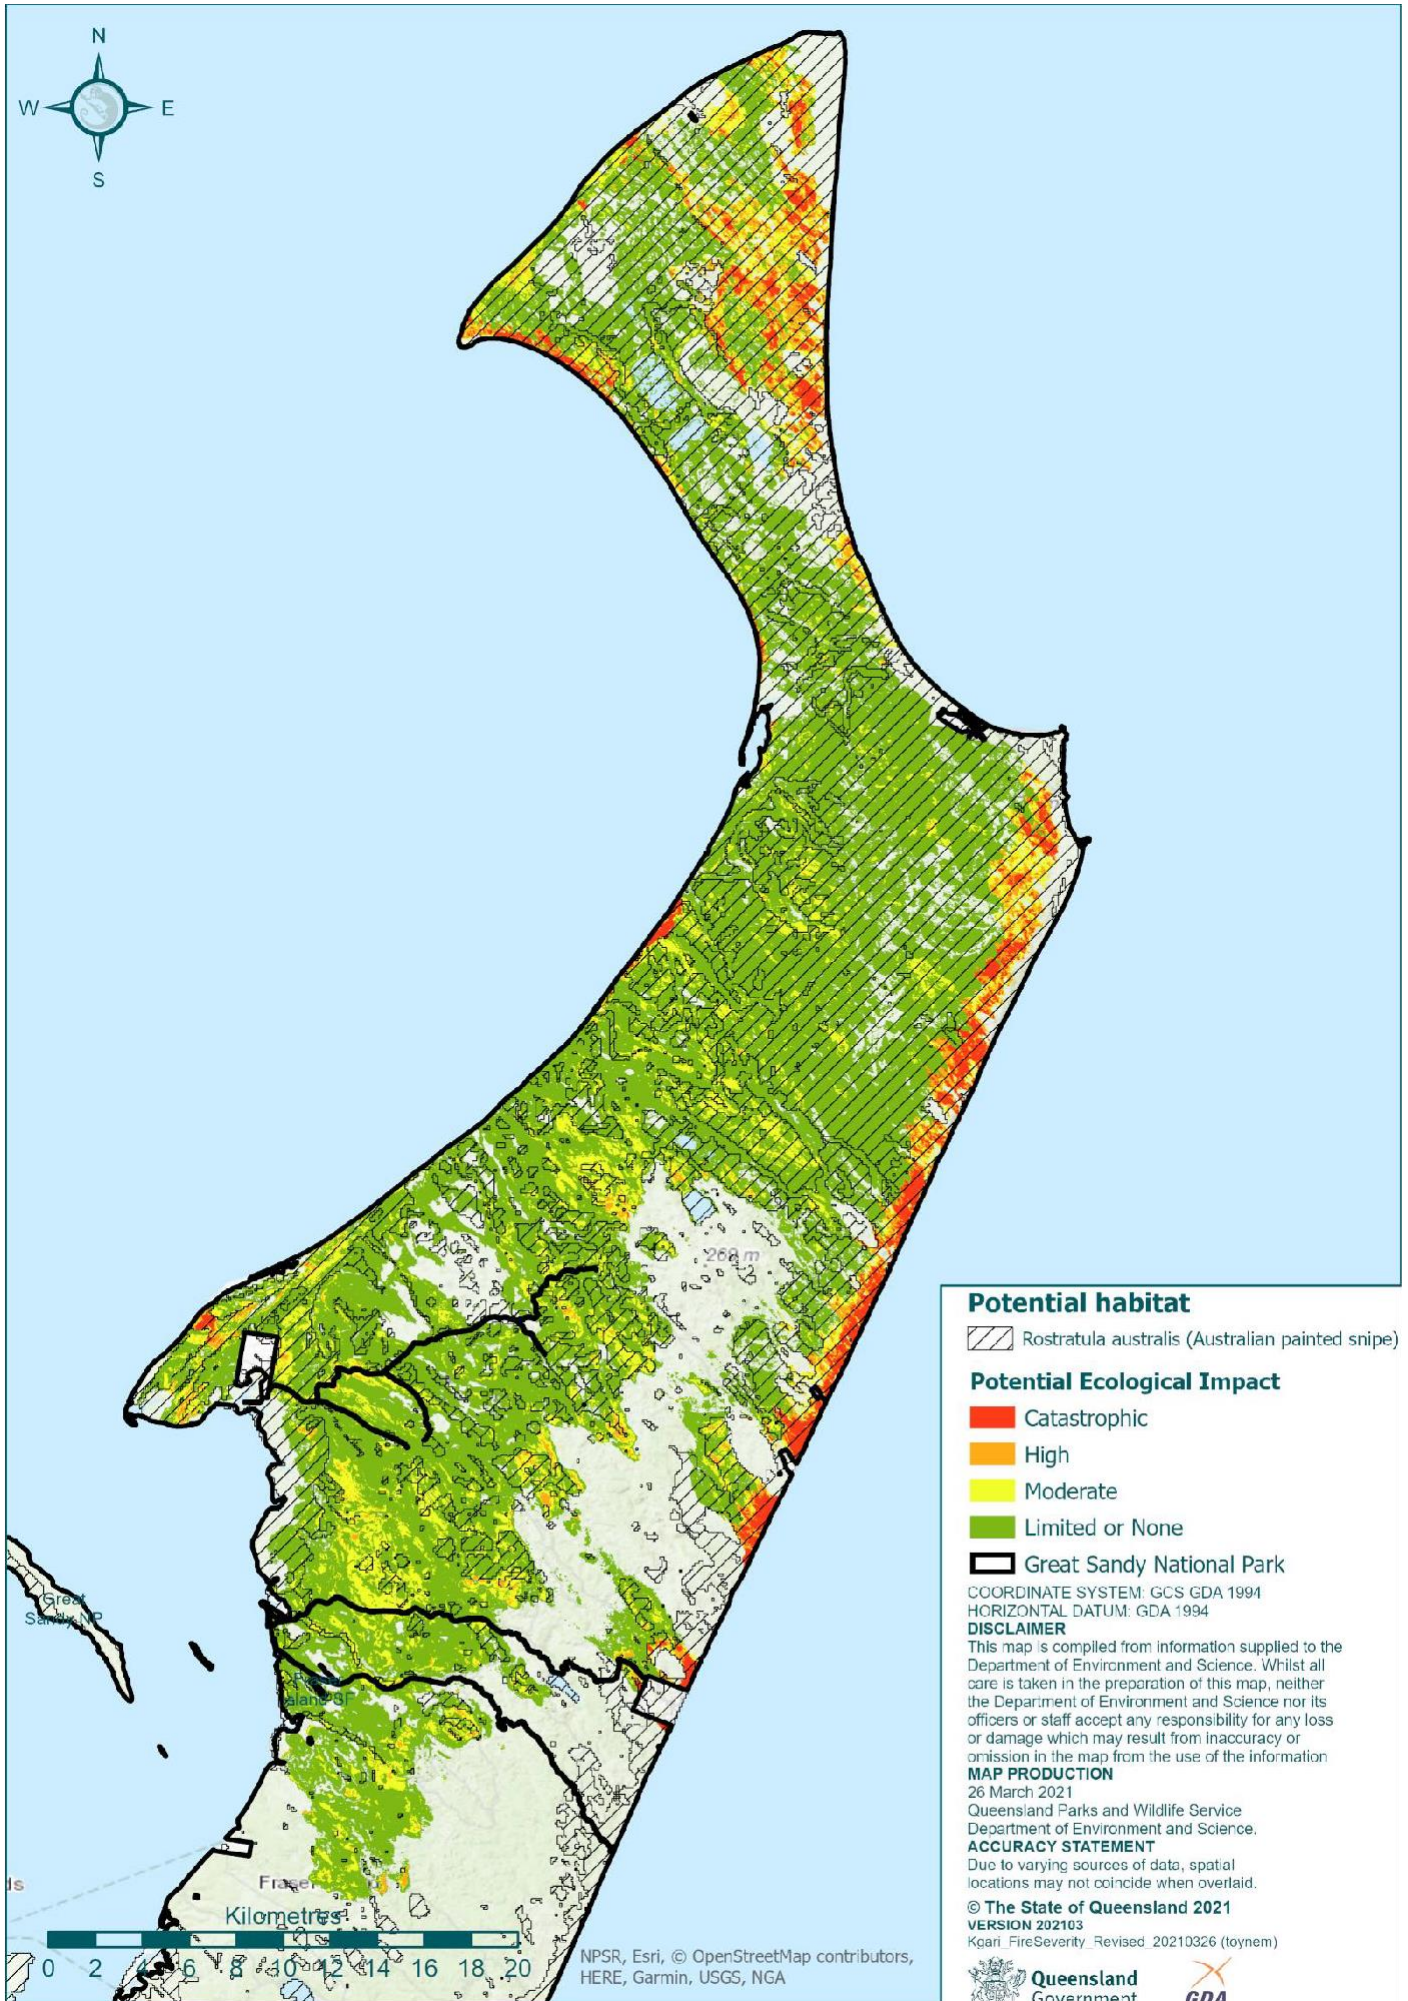 N
W E
S
269 m
Great
Sandy NP
Fraser
Island SF
ds
Fraser
Kilometres
0 2 4 6 8 10 12 14 16 18 20
NPSR, Esri, © OpenStreetMap contributors,
HERE, Garmin, USGS, NGA
Potential habitat
Rostratula australis (Australian painted snipe)
Potential Ecological Impact
Catastrophic
High
Moderate
Limited or None
Great Sandy National Park
COORDINATE SYSTEM: GCS GDA 1994
HORIZONTAL DATUM: GDA 1994
DISCLAIMER
This map is compiled from information supplied to the
Department of Environment and Science. Whilst all
care is taken in the preparation of this map, neither
the Department of Environment and Science nor its
officers or staff accept any responsibility for any loss
or damage which may result from inaccuracy or
omission in the map from the use of the information
MAP PRODUCTION
26 March 2021
Queensland Parks and Wildlife Service
Department of Environment and Science.
ACCURACY STATEMENT
Due to varying sources of data, spatial
locations may not coincide when overlaid.
© The State of Queensland 2021
VERSION 202103
Kgari_FireSeverity_Revised_20210326 (toynem)
Queensland
Government
GDA